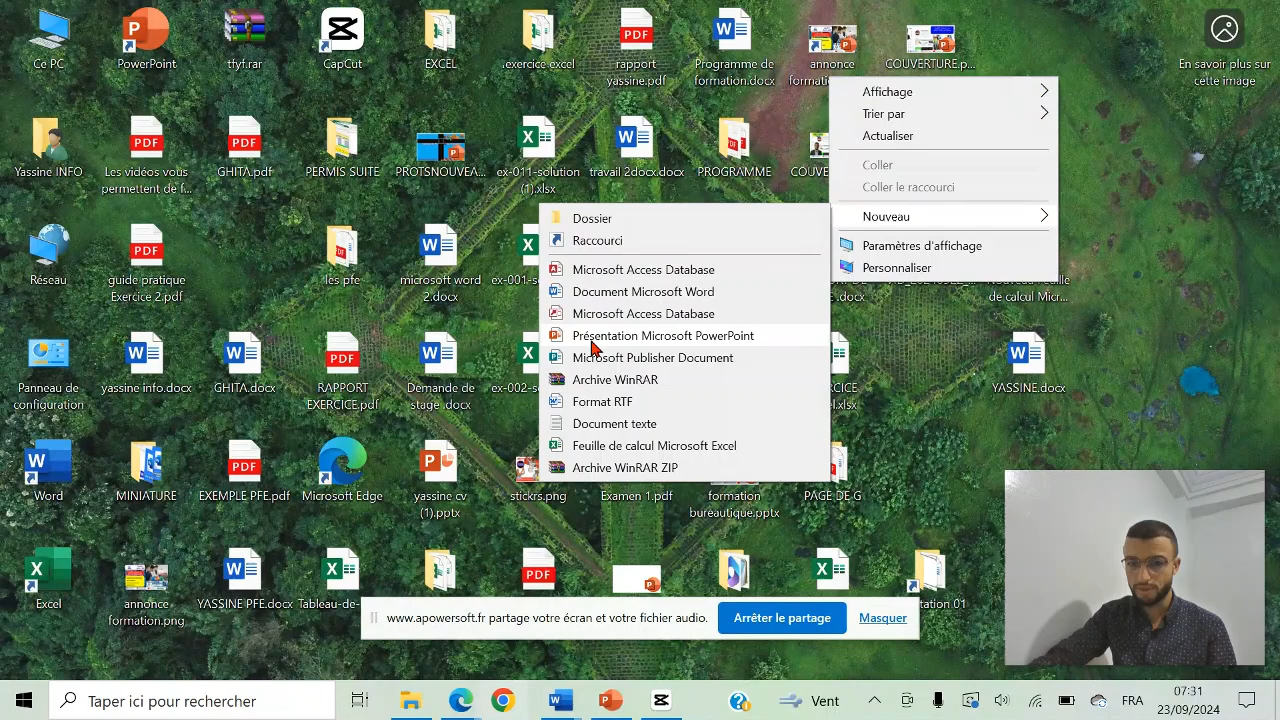 Ce PC
PowerPoint
tfyf.rar
CapCut
EXCEL
.exercice.excel
rapport
yassine.pdf
Programme de
formation.docx
annonce
COUVERTURE.p...
En savoir plus sur
cette image
Affichage
Trier par
Actualiser
Coller
Coller le raccourci
Nouveau
Paramètres d'affichage
Personnaliser
Yassine INFO
Les vidéos vous
permettent de l...
GHITA.pdf
PERMIS SUITE
PROTSNOUVEA...
ex-011-solution
(1).xlsx
travail 2docx.docx
PROGRAMME
Dossier
Raccourci
Microsoft Access Database
Document Microsoft Word
Microsoft Access Database
Présentation Microsoft PowerPoint
Microsoft Publisher Document
Archive WinRAR
Format RTF
Document texte
Feuille de calcul Microsoft Excel
Archive WinRAR ZIP
Réseau
guide pratique
Exercice 2.pdf
les pfe
microsoft word
2.docx
de calcul Micr...
Panneau de
configuration
yassine info.docx
GHITA.docx
RAPPORT
EXERCICE.pdf
Demande de
stage .docx
YASSINE.docx
Word
MINIATURE
EXEMPLE PFE.pdf
Microsoft Edge
yassine cv
(1).pptx
stickrs.png
Examen 1.pdf
formation
bureautique.pptx
PAGE DE G
Excel
annonce
formation.png
YASSINE PFE.docx
www.apowersoft.fr partage votre écran et votre fichier audio.
Arrêter le partage
Masquer
Taper ici pour rechercher
Vent
FRA
07:31
23/09/2024